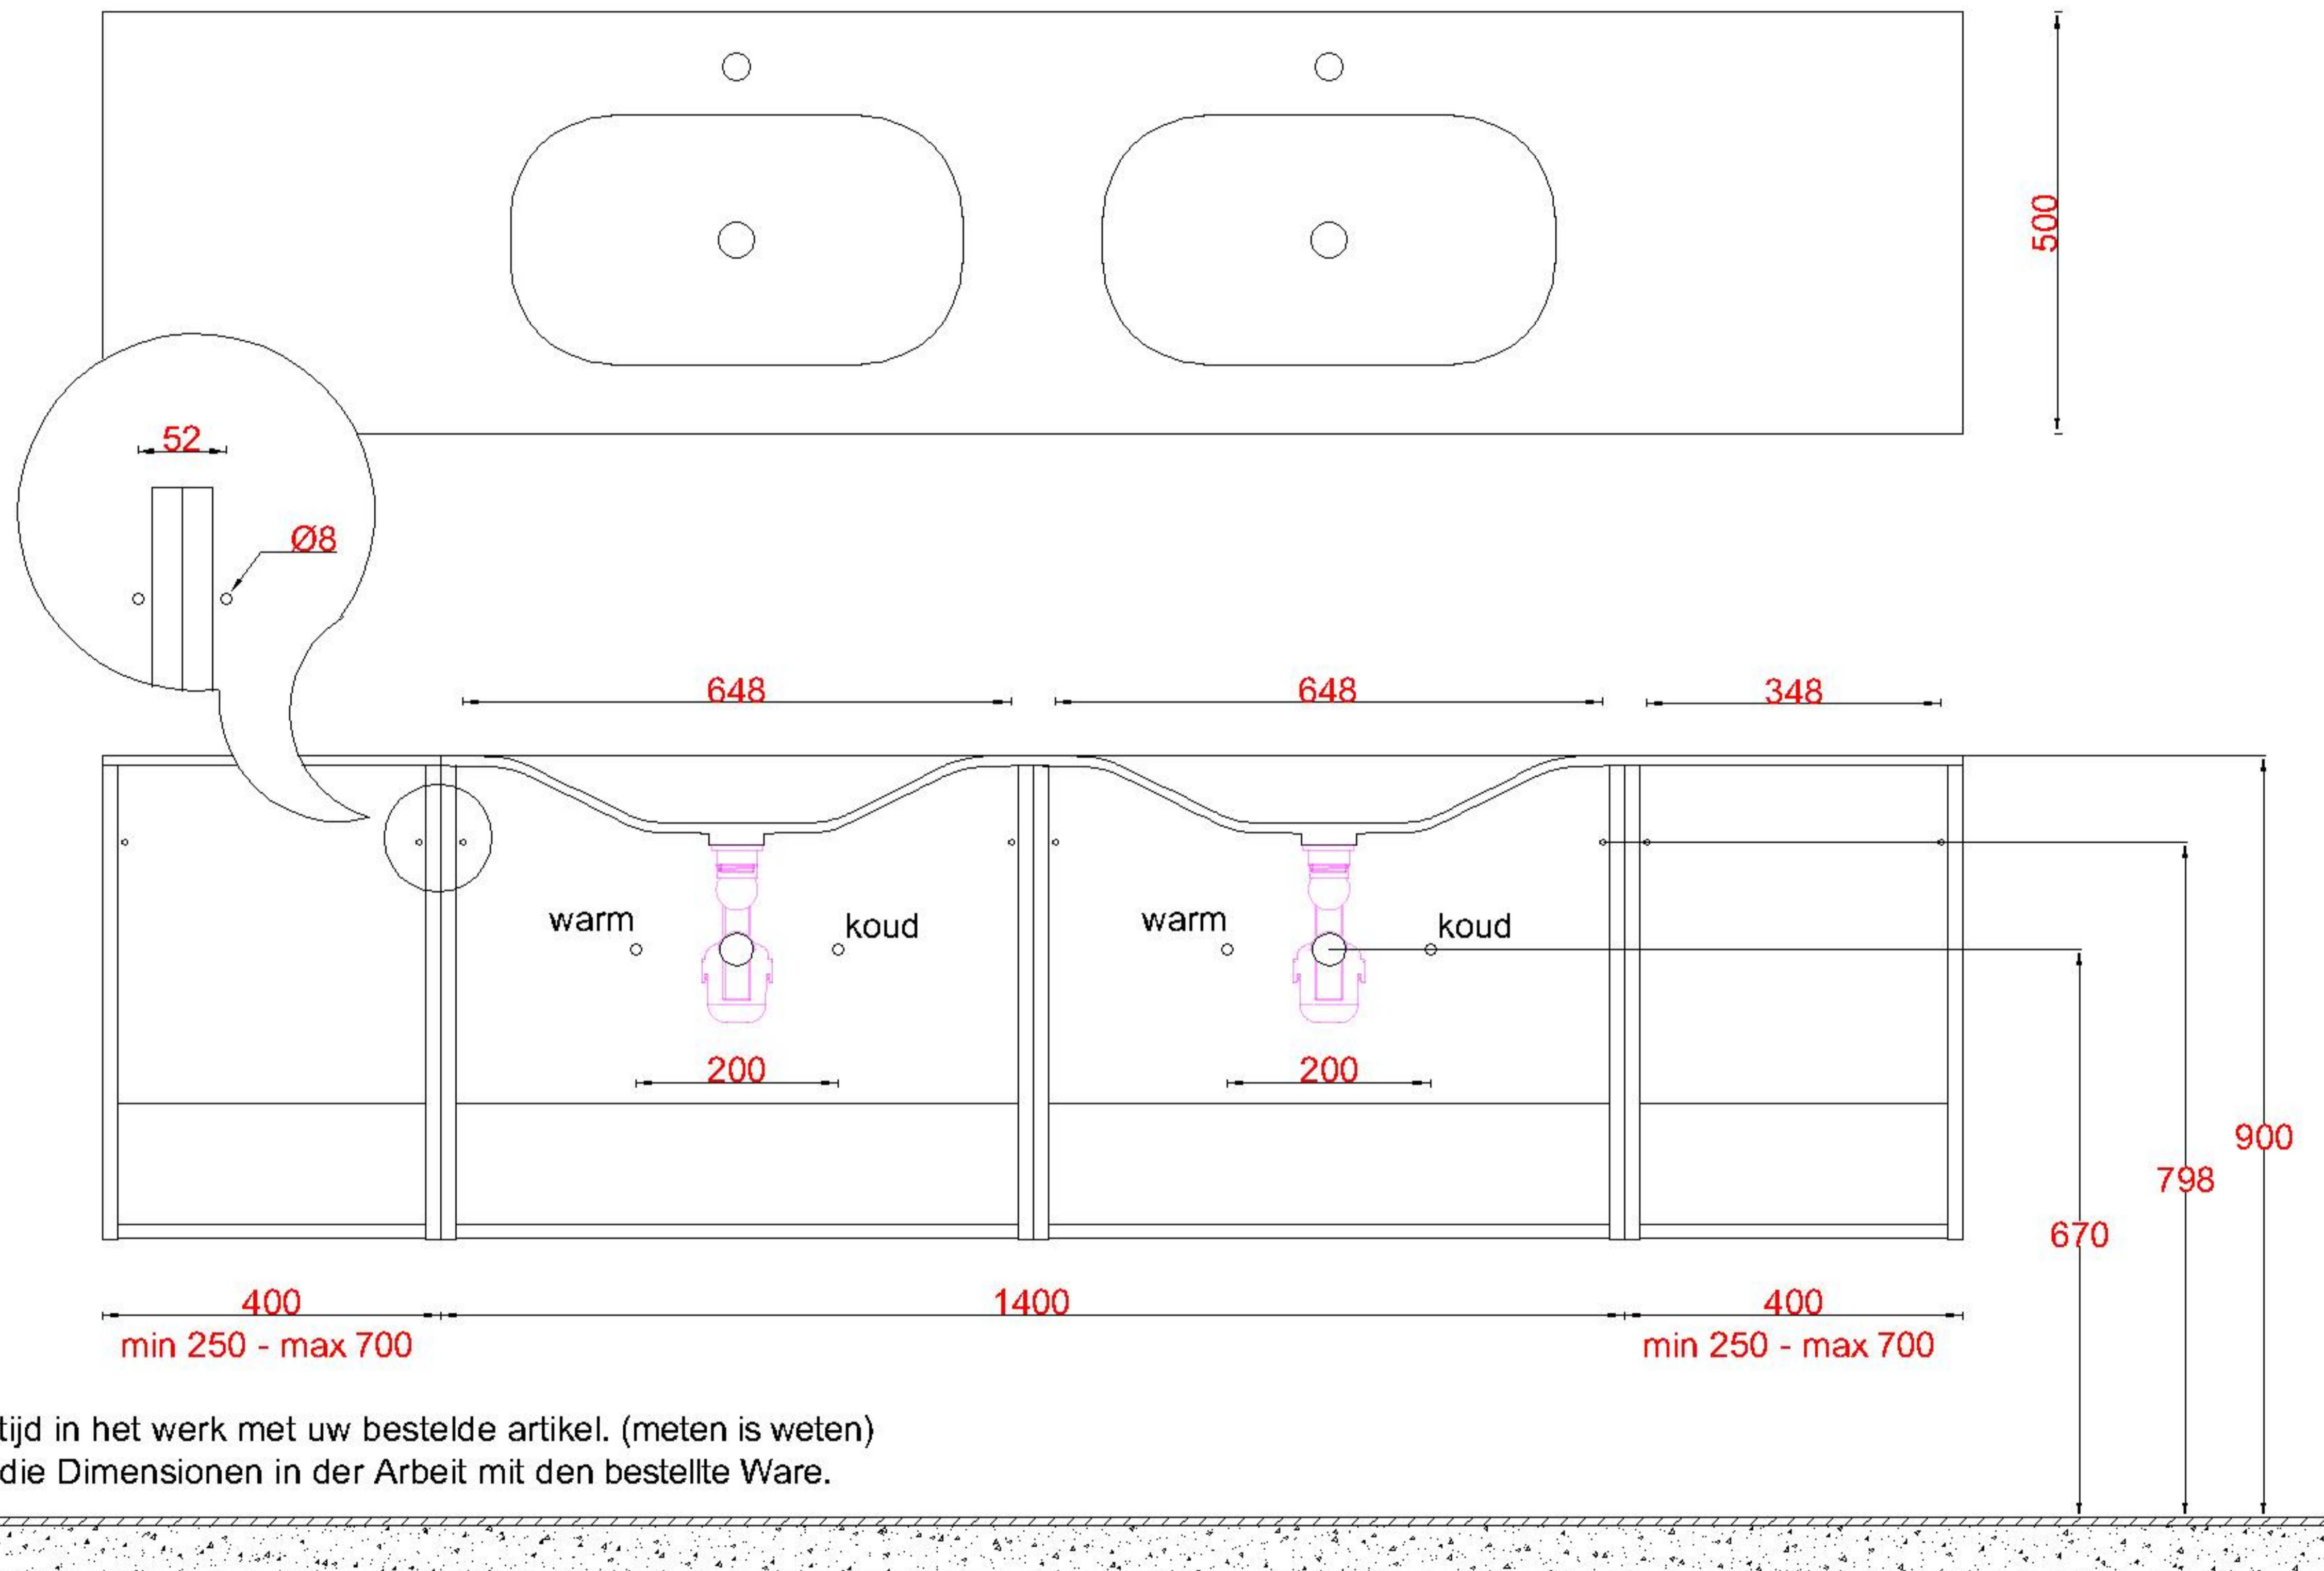 500
52
Ø8
648
648
348
warm
koud
warm
koud
200
200
900
798
670
400
1400
400
min 250 - max 700
min 250 - max 700
tijd in het werk met uw bestelde artikel. (meten is weten)
die Dimensionen in der Arbeit mit den bestellte Ware.